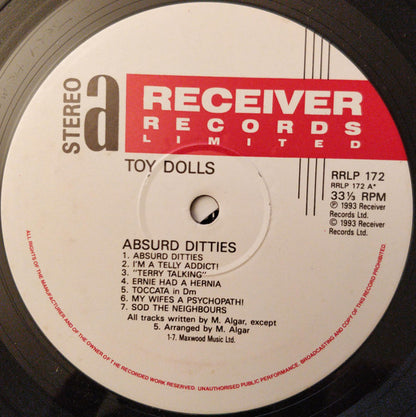 STEREO
a
RECEIVER
RECORDS
LIMITED
TOY DOLLS
RRLP 172
RRLP 172 A*
33⅓ RPM
℗ 1993 Receiver
Records Ltd.
© 1993 Receiver
Records Ltd.
ABSURD DITTIES
1. ABSURD DITTIES
2. I'M A TELLY ADDICT!
3. "TERRY TALKING"
4. ERNIE HAD A HERNIA
5. TOCCATA in Dm
6. MY WIFES A PSYCHOPATH!
7. SOD THE NEIGHBOURS
All tracks written by M. Algar, except
5. Arranged by M. Algar
1-7. Maxwood Music Ltd.
ALL RIGHTS OF THE MANUFACTURER AND OF THE OWNER OF THE RECORDED WORK RESERVED. UNAUTHORISED PUBLIC PERFORMANCE, BROADCASTING AND COPY OF THIS RECORD PROHIBITED.